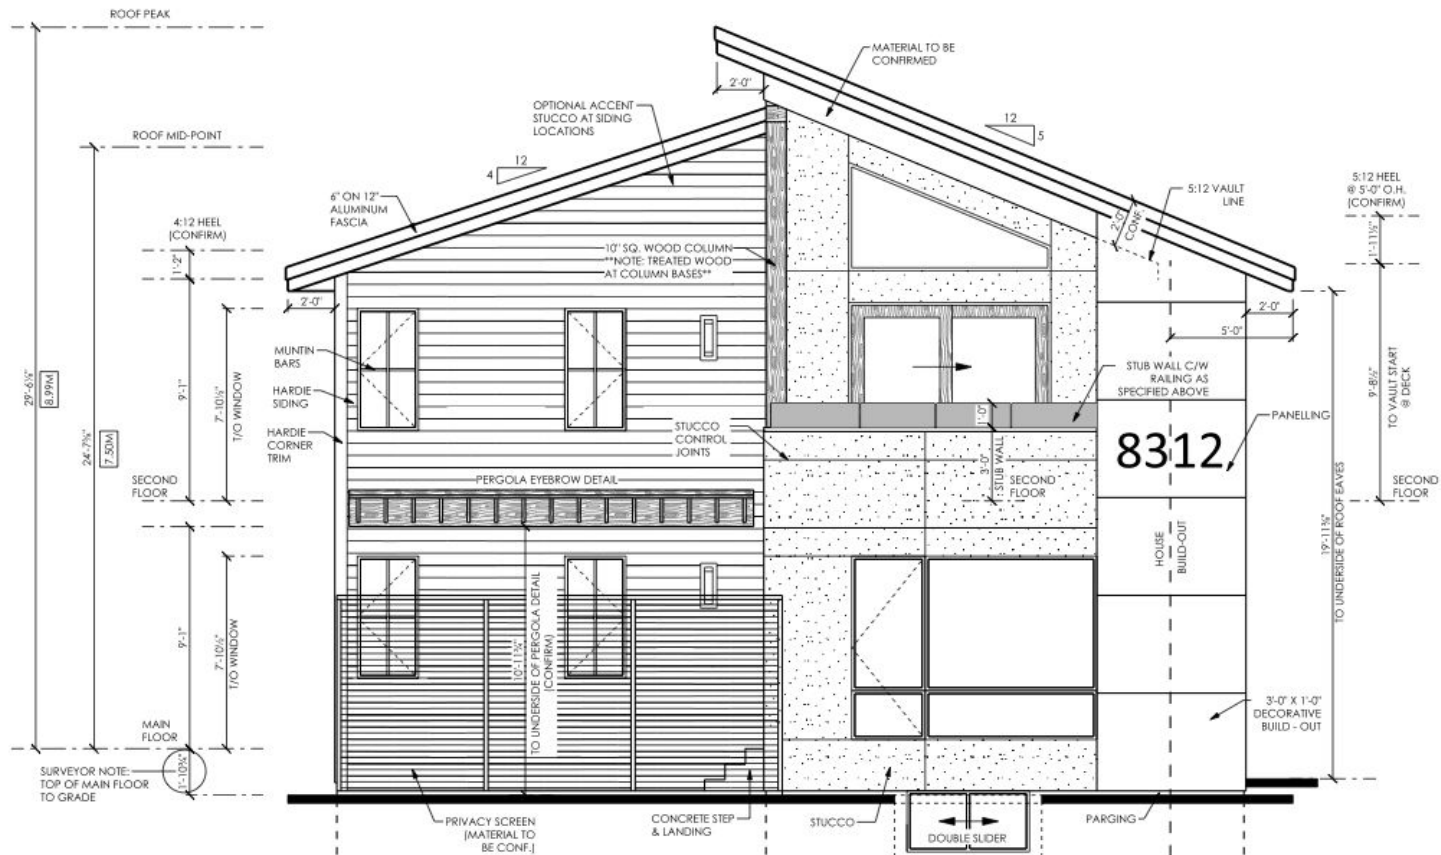 ROOF PEAK
MATERIAL TO BE
CONFIRMED
2'-0"
OPTIONAL ACCENT
STUCCO AT SIDING
LOCATIONS
12
5
ROOF MID-POINT
12
4
5:12 HEEL
@ 5'-0" O.H.
(CONFIRM)
5:12 VAULT
LINE
6" ON 12"
ALUMINUM
FASCIA
2'-0"
CONF.
4:12 HEEL
(CONFIRM)
1'-11½"
10" SQ. WOOD COLUMN
**NOTE: TREATED WOOD
AT COLUMN BASES**
1'-2"
2'-0"
2'-0"
5'-0"
MUNTIN
BARS
29'-6⅛"
8.99M
9'-1"
7'-10½"
T/O WINDOW
HARDIE
SIDING
STUB WALL C/W
RAILING AS
SPECIFIED ABOVE
9'-8½"
TO VAULT START
@ DECK
1'-0"
PANELLING
HARDIE
CORNER
TRIM
STUCCO
CONTROL
JOINTS
24'-7⅜"
7.50M
8312
3'-0"
STUB WALL
SECOND
FLOOR
PERGOLA EYEBROW DETAIL
SECOND
FLOOR
SECOND
FLOOR
HOUSE
BUILD-OUT
19'-11⅜"
TO UNDERSIDE OF ROOF EAVES
9'-1"
7'-10½"
T/O WINDOW
10'-11¾"
TO UNDERSIDE OF PERGOLA DETAIL
(CONFIRM)
3'-0" X 1'-0"
DECORATIVE
BUILD - OUT
MAIN
FLOOR
SURVEYOR NOTE:
TOP OF MAIN FLOOR
TO GRADE
1'-10¾"
PRIVACY SCREEN
(MATERIAL TO
BE CONF.)
CONCRETE STEP
& LANDING
STUCCO
DOUBLE SLIDER
PARGING